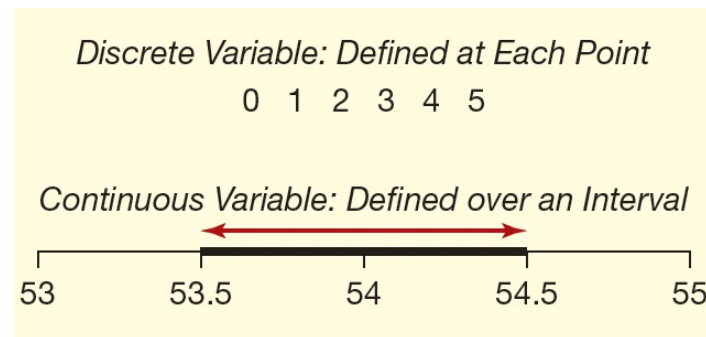 Discrete Variable: Defined at Each Point
0 1 2 3 4 5
Continuous Variable: Defined over an Interval
53 53.5 54 54.5 55